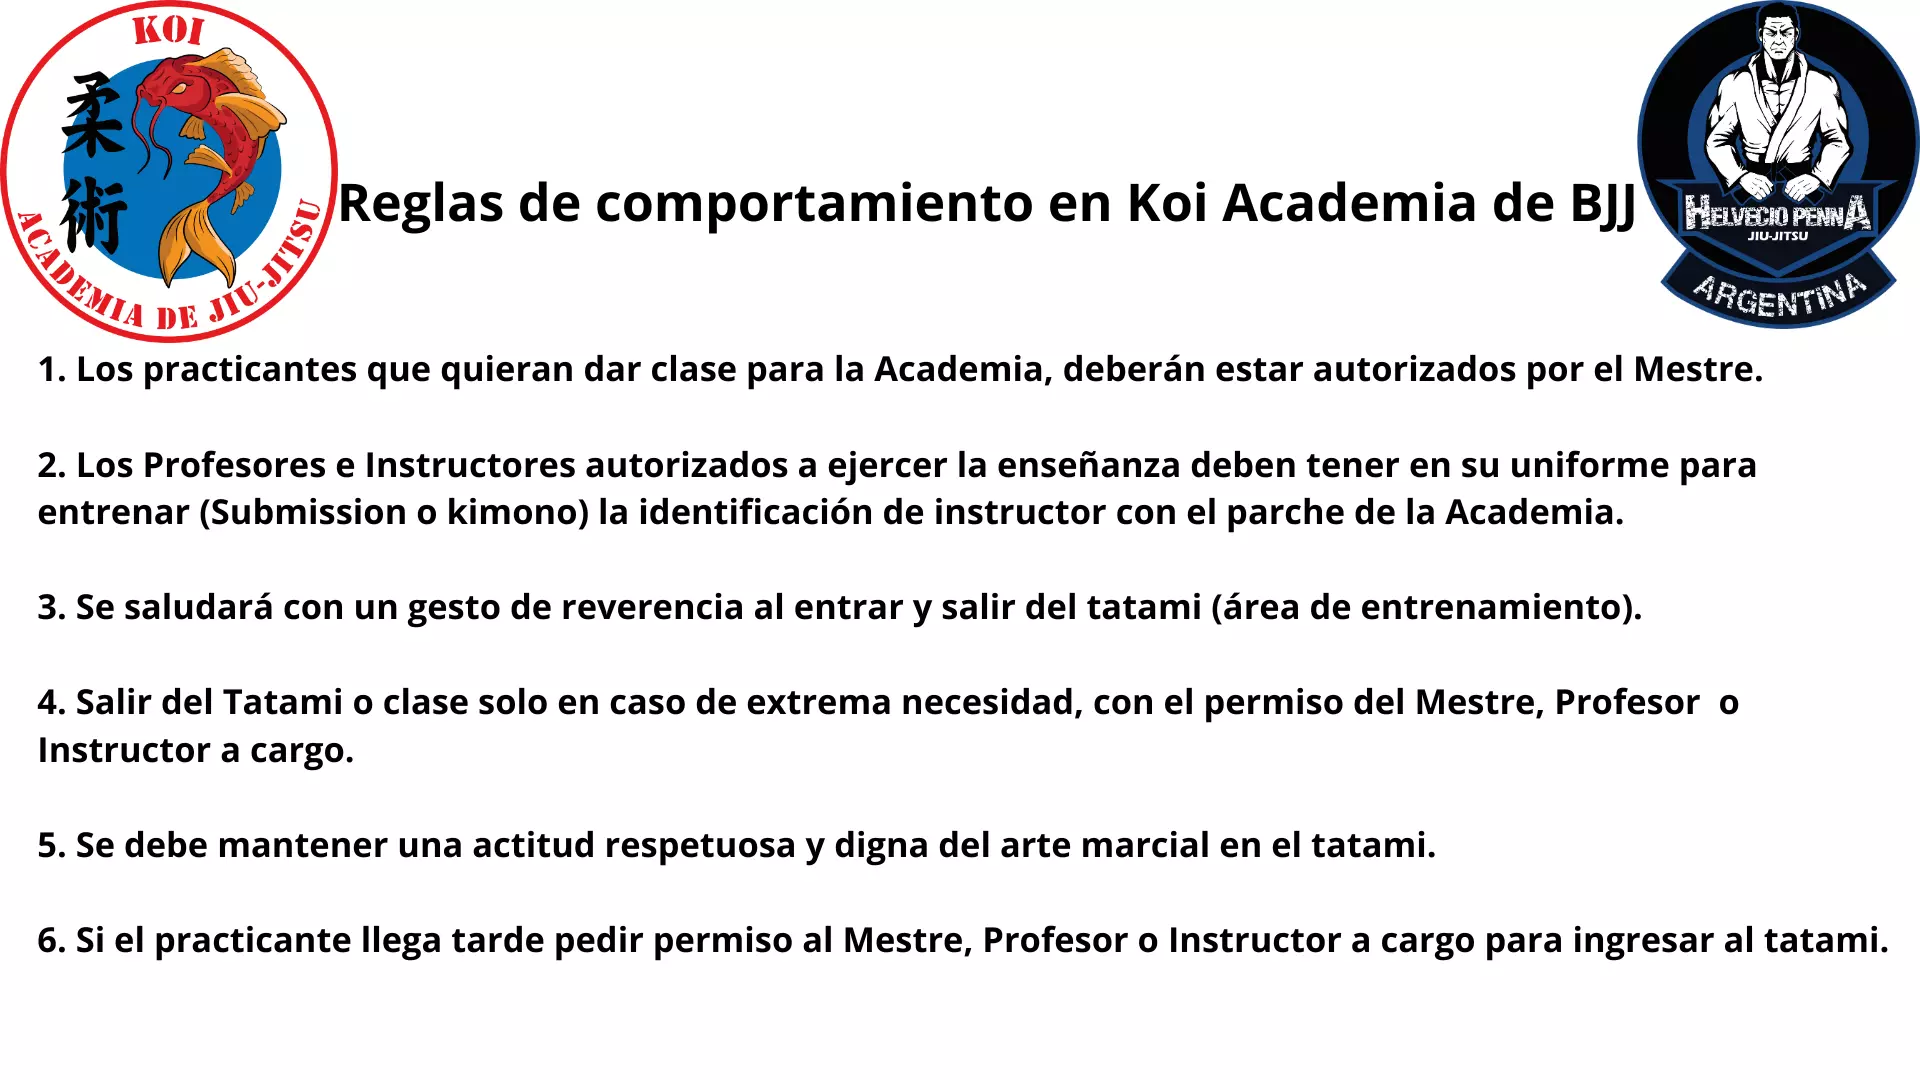 KOI
柔術
ACADEMIA DE JIU-JITSU
HELVECIO PENNA
JIU-JITSU
ARGENTINA
Reglas de comportamiento en Koi Academia de BJJ
1. Los practicantes que quieran dar clase para la Academia, deberán estar autorizados por el Mestre.
2. Los Profesores e Instructores autorizados a ejercer la enseñanza deben tener en su uniforme para
entrenar (Submission o kimono) la identificación de instructor con el parche de la Academia.
3. Se saludará con un gesto de reverencia al entrar y salir del tatami (área de entrenamiento).
4. Salir del Tatami o clase solo en caso de extrema necesidad, con el permiso del Mestre, Profesor  o
Instructor a cargo.
5. Se debe mantener una actitud respetuosa y digna del arte marcial en el tatami.
6. Si el practicante llega tarde pedir permiso al Mestre, Profesor o Instructor a cargo para ingresar al tatami.